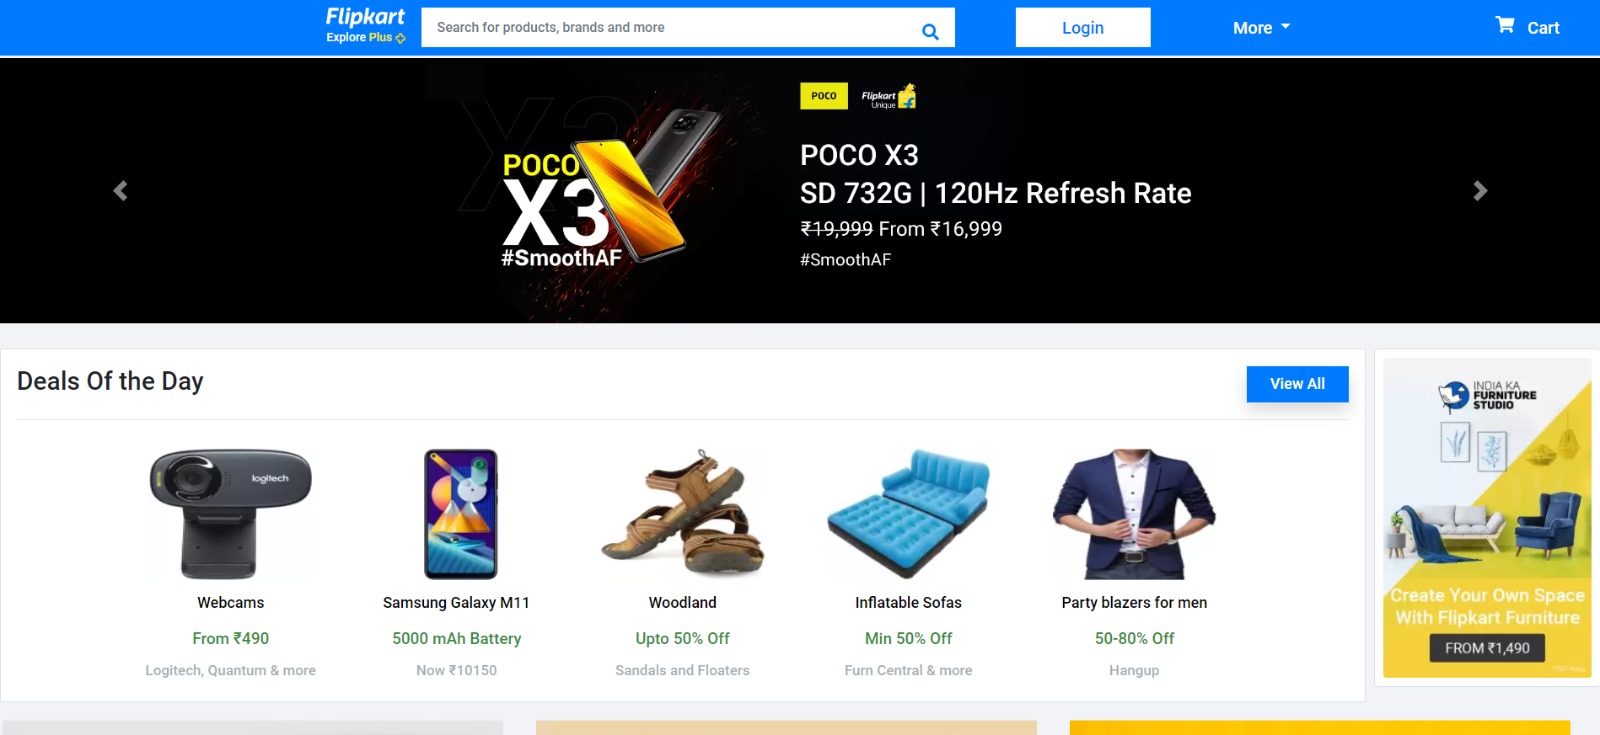 Flipkart
Explore Plus
Search for products, brands and more
Login
More
Cart
X3
POCO
X3
#SmoothAF
POCO
Flipkart
Unique
POCO X3
SD 732G | 120Hz Refresh Rate
₹19,999 From ₹16,999
#SmoothAF
Deals Of the Day
View All
logitech
Webcams
From ₹490
Logitech, Quantum & more
Samsung Galaxy M11
5000 mAh Battery
Now ₹10150
Woodland
Upto 50% Off
Sandals and Floaters
Inflatable Sofas
Min 50% Off
Furn Central & more
Party blazers for men
50-80% Off
Hangup
INDIA KA
FURNITURE
STUDIO
Create Your Own Space
With Flipkart Furniture
FROM ₹1,490